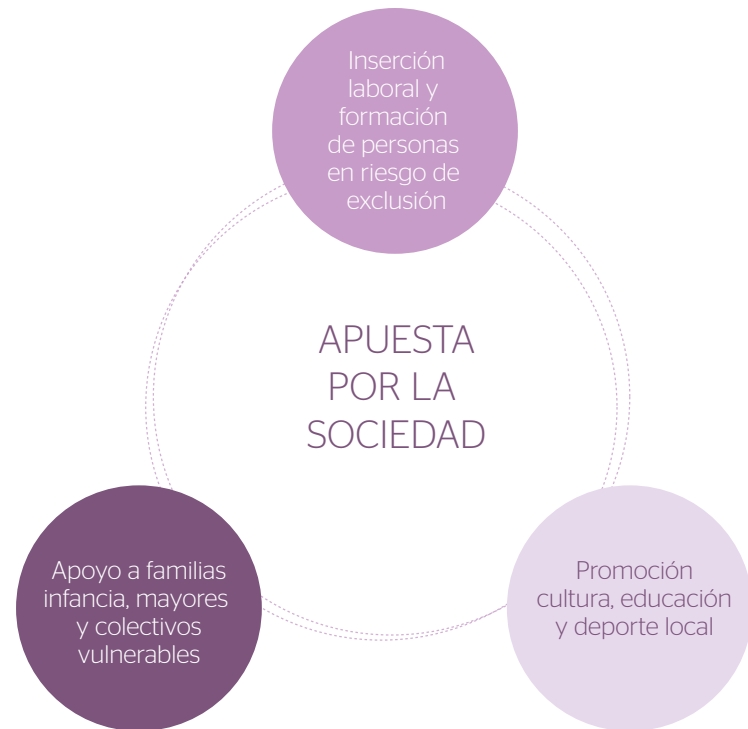 Inserción
laboral y
formación
de personas
en riesgo de
exclusión
APUESTA
POR LA
SOCIEDAD
Apoyo a familias
infancia, mayores
y colectivos
vulnerables
Promoción
cultura, educación
y deporte local